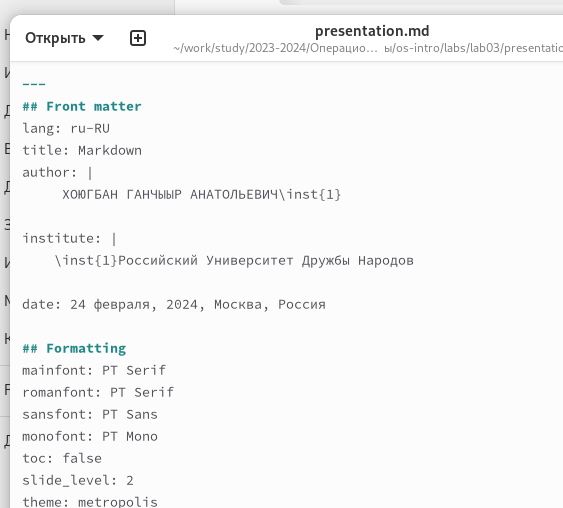 Открыть
presentation.md
~/work/study/2023-2024/Операцио… ы/os-intro/labs/lab03/presentatio
---
## Front matter
lang: ru-RU
title: Markdown
author: |
     ХОЮГБАН ГАНЧЫЫР АНАТОЛЬЕВИЧ\inst{1}
institute: |
    \inst{1}Российский Университет Дружбы Народов
date: 24 февраля, 2024, Москва, Россия
## Formatting
mainfont: PT Serif
romanfont: PT Serif
sansfont: PT Sans
monofont: PT Mono
toc: false
slide_level: 2
theme: metropolis